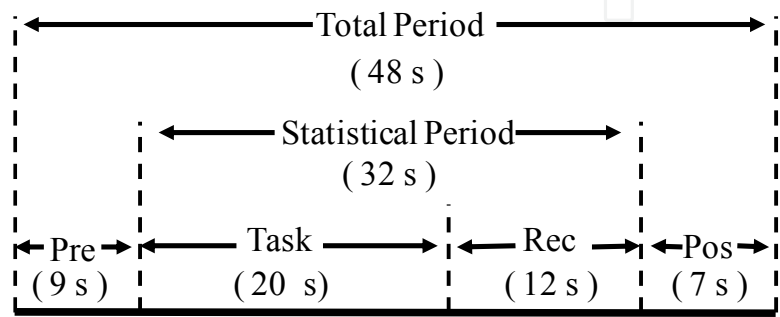 Total Period
( 48 s )
Statistical Period
( 32 s )
Pre Task Rec Pos
( 9 s ) (20 s) (12 s ) ( 7 s )